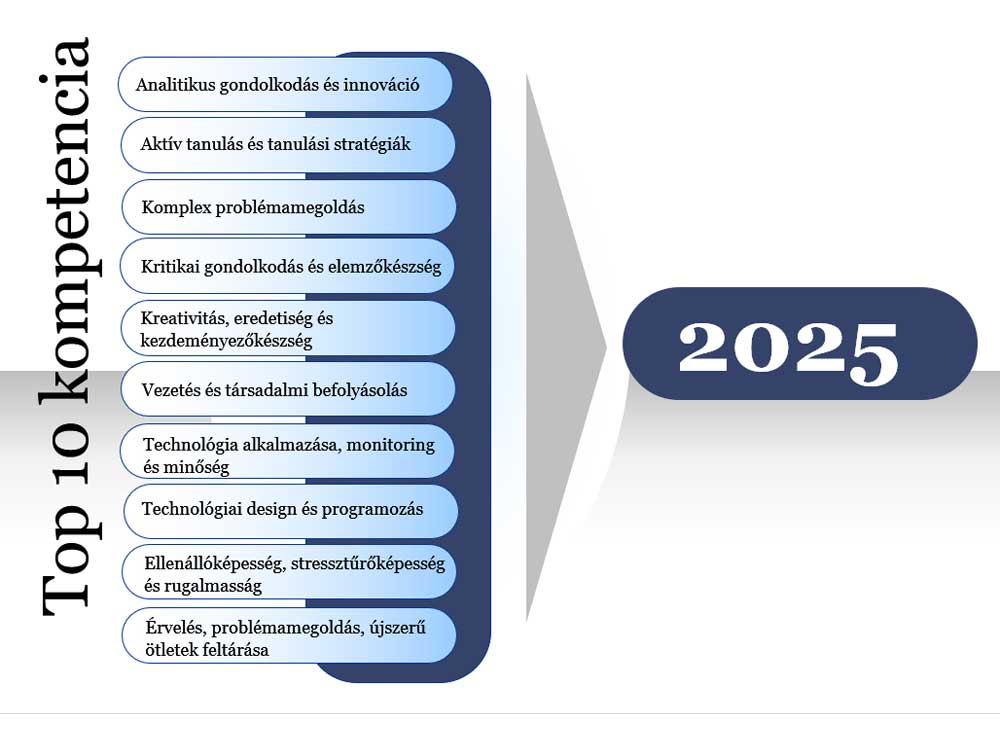 Top 10 kompetencia
Analitikus gondolkodás és innováció
Aktív tanulás és tanulási stratégiák
Komplex problémamegoldás
Kritikai gondolkodás és elemzőkészség
Kreativitás, eredetiség és
kezdeményezőkészség
Vezetés és társadalmi befolyásolás
Technológia alkalmazása, monitoring
és minőség
Technológiai design és programozás
Ellenállóképesség, stressztűrőképesség
és rugalmasság
Érvelés, problémamegoldás, újszerű
ötletek feltárása
2025